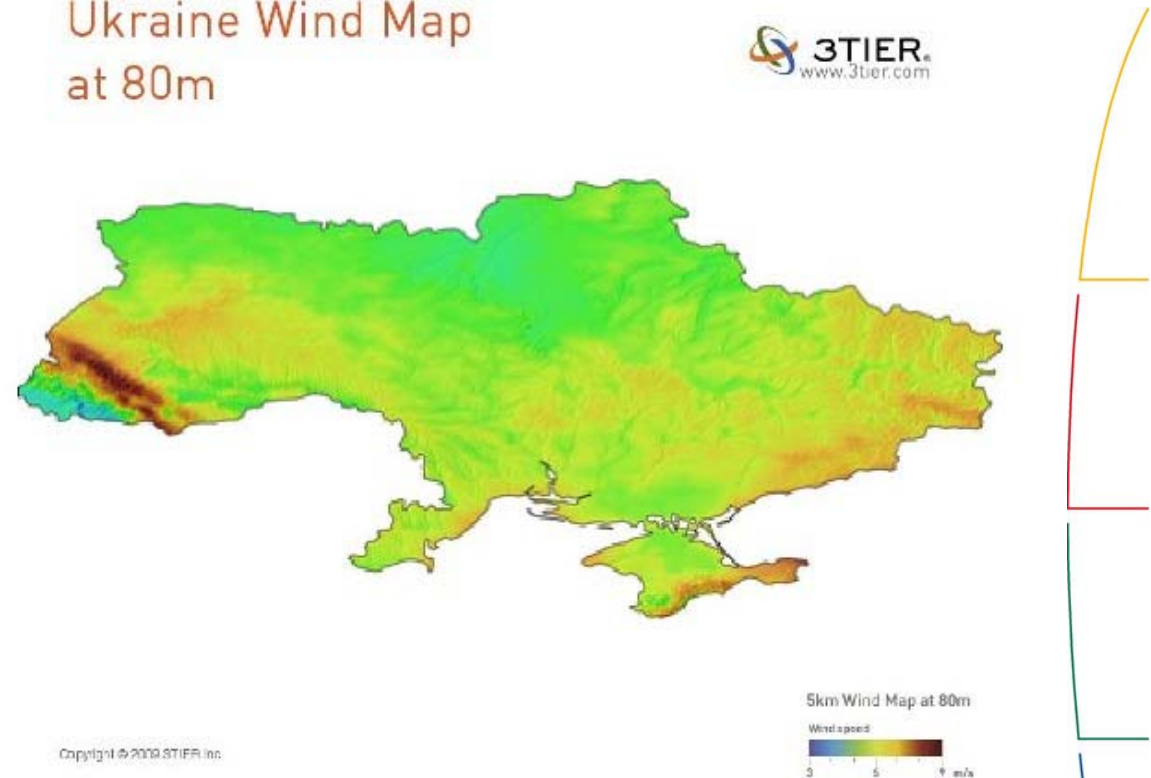 Ukraine Wind Map
at 80m
3TIER®
www.3tier.com
5km Wind Map at 80m
Wind speed
3 6 9 m/s
Copyright © 2009 3TIER Inc